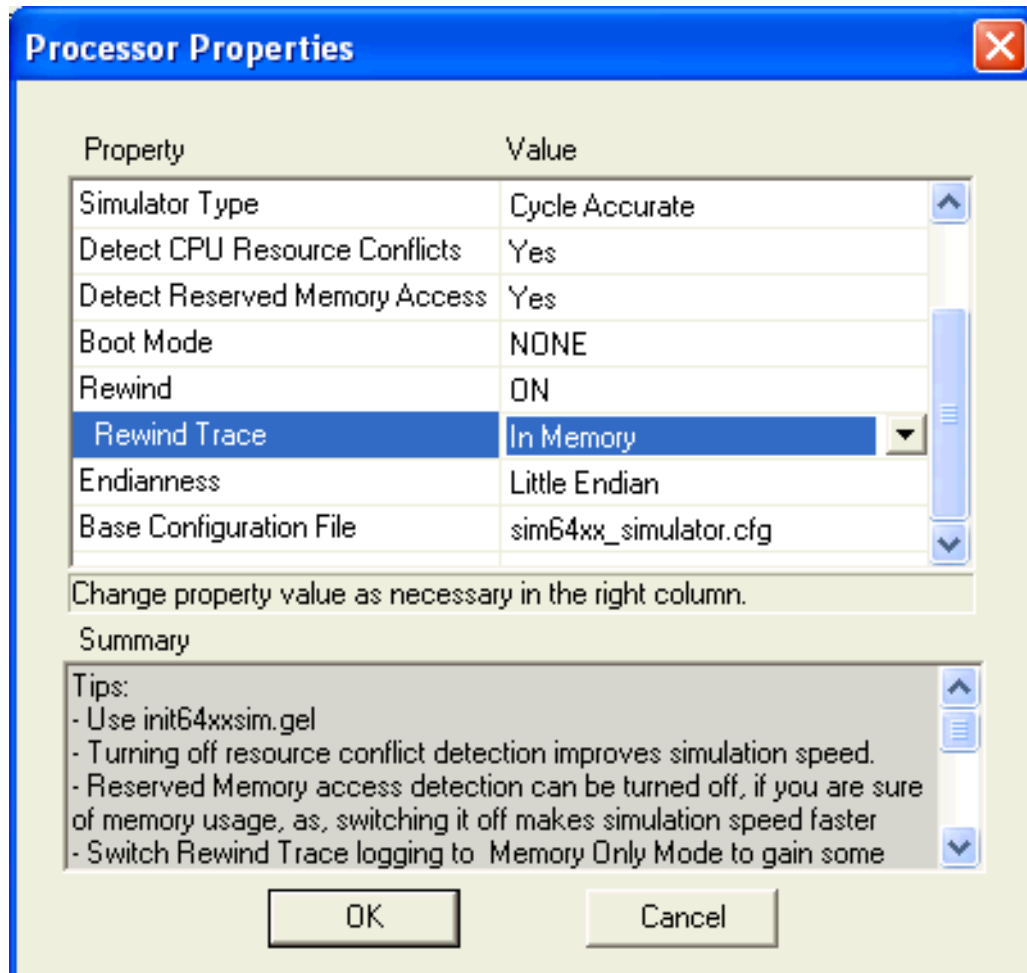 Processor Properties
Property Value
Simulator Type Cycle Accurate
Detect CPU Resource Conflicts Yes
Detect Reserved Memory Access Yes
Boot Mode NONE
Rewind ON
Rewind Trace In Memory
Endianness Little Endian
Base Configuration File sim64xx_simulator.cfg
Change property value as necessary in the right column.
Summary
Tips:
- Use init64xxsim.gel
- Turning off resource conflict detection improves simulation speed.
- Reserved Memory access detection can be turned off, if you are sure
of memory usage, as, switching it off makes simulation speed faster
- Switch Rewind Trace logging to  Memory Only Mode to gain some
OK Cancel